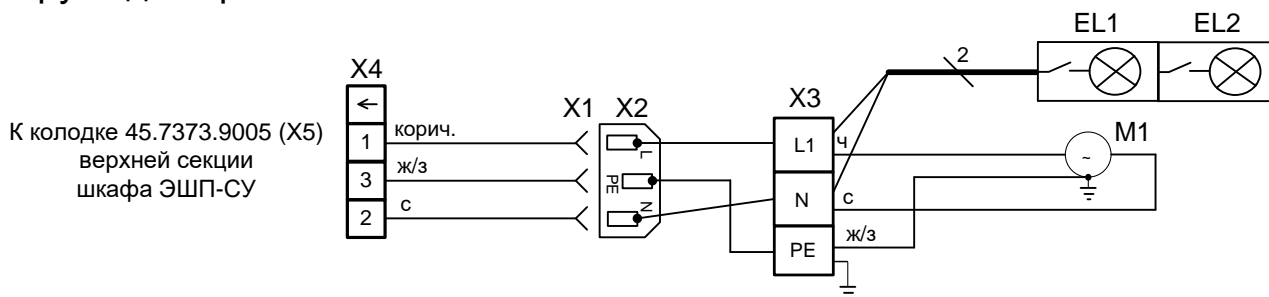 EL1 EL2
2
X4
X1 X2 X3
M1
К колодке 45.7373.9005 (X5)
верхней секции
шкафа ЭШП-СУ
1 корич.
3 ж/з
2 с
L
PE
N
L1 ч
N с
PE ж/з
~